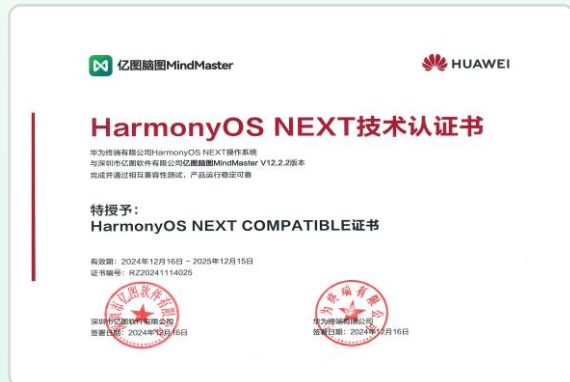 亿图脑图MindMaster
HUAWEI
HarmonyOS NEXT技术认证书
华为终端有限公司HarmonyOS NEXT操作系统
与深圳市亿图软件有限公司亿图脑图MindMaster V12.2.2版本
完成并通过相互兼容性测试，产品运行稳定可靠
特授予：
HarmonyOS NEXT COMPATIBLE证书
有效期：2024年12月16日 - 2025年12月15日
证书编号：RZ20241114025
深圳市亿图软件有限公司
签署日期：2024年12月16日
华为终端有限公司
签署日期：2024年12月16日